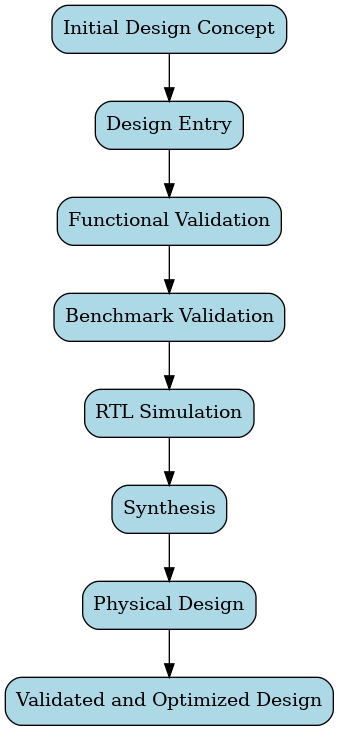 Initial Design Concept
Design Entry
Functional Validation
Benchmark Validation
RTL Simulation
Synthesis
Physical Design
Validated and Optimized Design